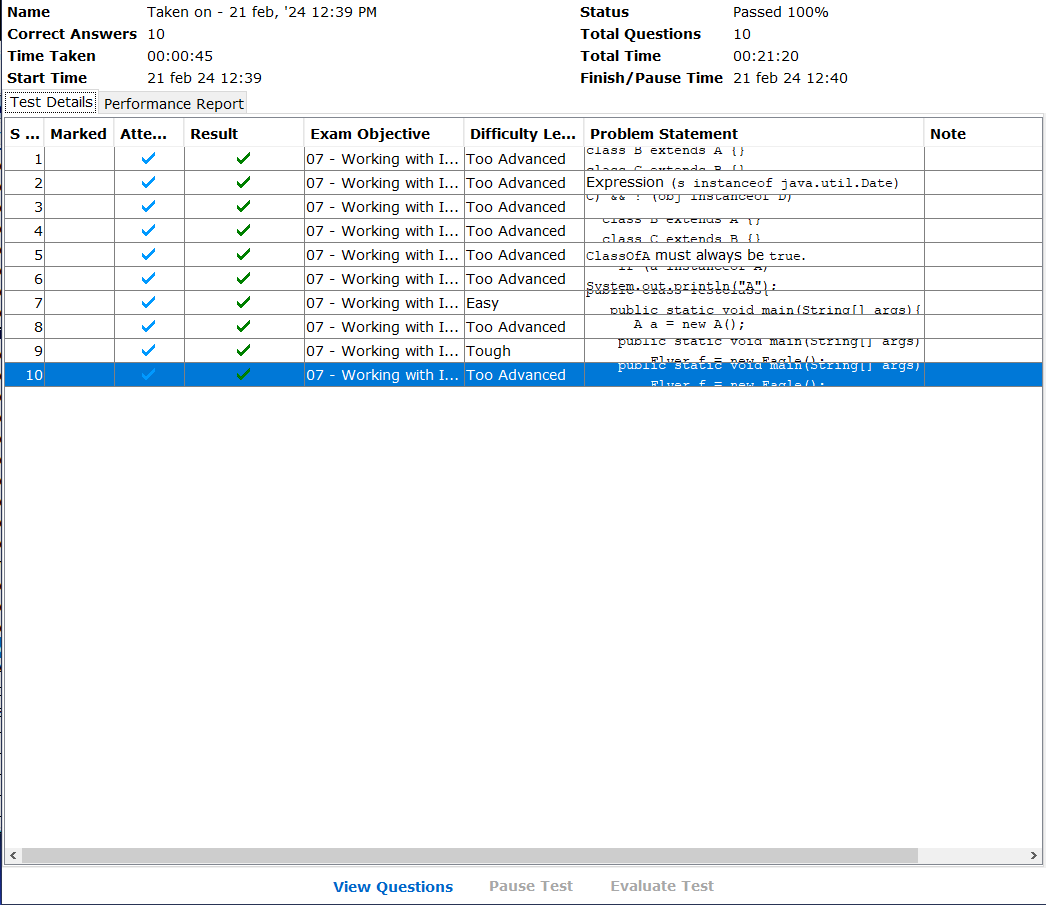 Name Taken on - 21 feb, '24 12:39 PM Status Passed 100%
Correct Answers 10 Total Questions 10
Time Taken 00:00:45 Total Time 00:21:20
Start Time 21 feb 24 12:39 Finish/Pause Time 21 feb 24 12:40
Test Details Performance Report
S ... Marked Atte... Result Exam Objective Difficulty Le... Problem Statement Note
1 07 - Working with I... Too Advanced class B extends A {}
class C extends B {}
2 07 - Working with I... Too Advanced Expression (s instanceof java.util.Date)
3 07 - Working with I... Too Advanced C) && ! (obj instanceof D)
4 07 - Working with I... Too Advanced class B extends A {}
class C extends B {}
5 07 - Working with I... Too Advanced ClassofA must always be true.
6 07 - Working with I... Too Advanced if (a instanceof A)
System.out.println("A");
7 07 - Working with I... Easy public class TestClass{
public static void main(String[] args){
8 07 - Working with I... Too Advanced A a = new A();
9 07 - Working with I... Tough public static void main(String[] args)
Flyer f = new Eagle();
10 07 - Working with I... Too Advanced public static void main(String[] args)
Flyer f = new Eagle();
View Questions Pause Test Evaluate Test